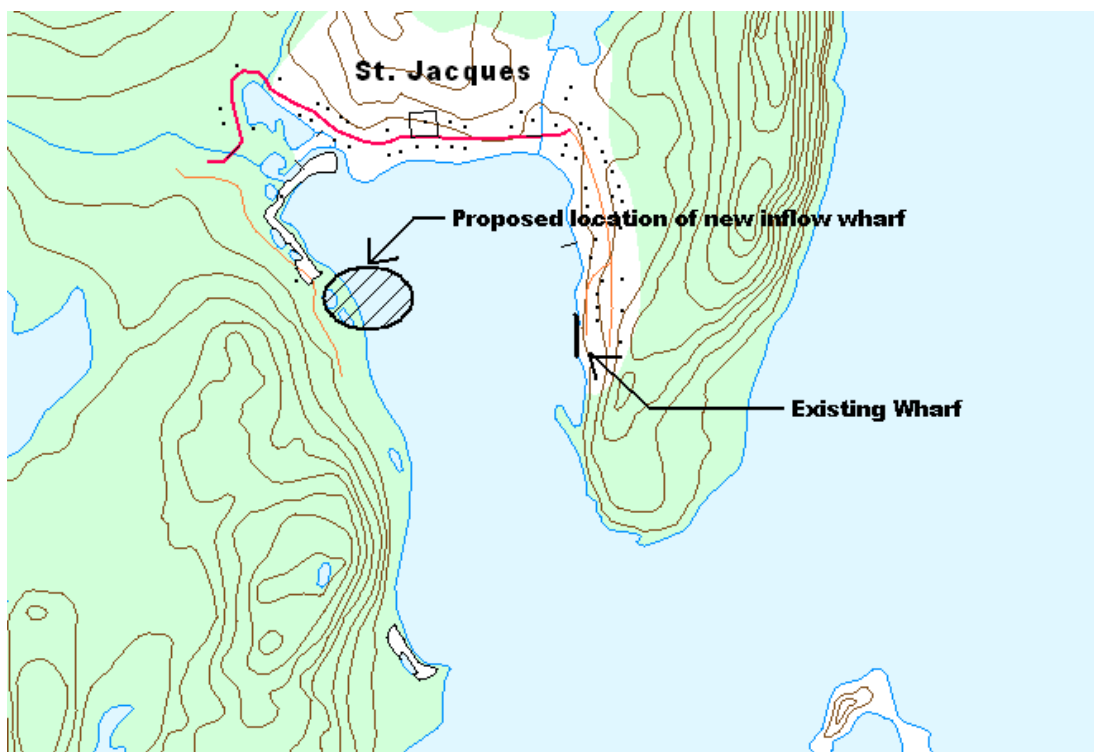 St. Jacques
Proposed location of new inflow wharf
Existing Wharf